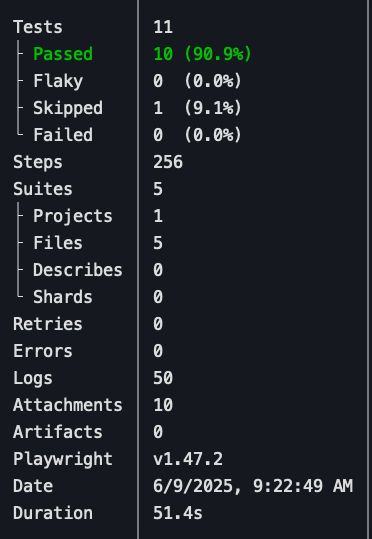 Tests 11
Passed 10 (90.9%)
Flaky 0 (0.0%)
Skipped 1 (9.1%)
Failed 0 (0.0%)
Steps 256
Suites 5
Projects 1
Files 5
Describes 0
Shards 0
Retries 0
Errors 0
Logs 50
Attachments 10
Artifacts 0
Playwright v1.47.2
Date 6/9/2025, 9:22:49 AM
Duration 51.4s